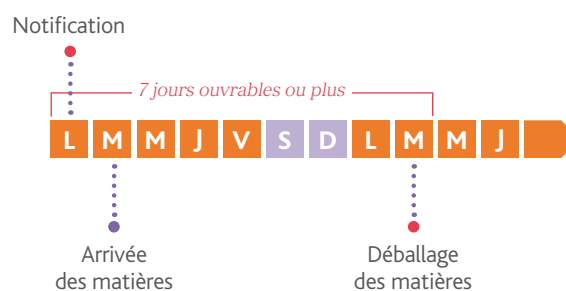 Notification
7 jours ouvrables ou plus
L M M J V S D L M M J
Arrivée
des matières
Déballage
des matières